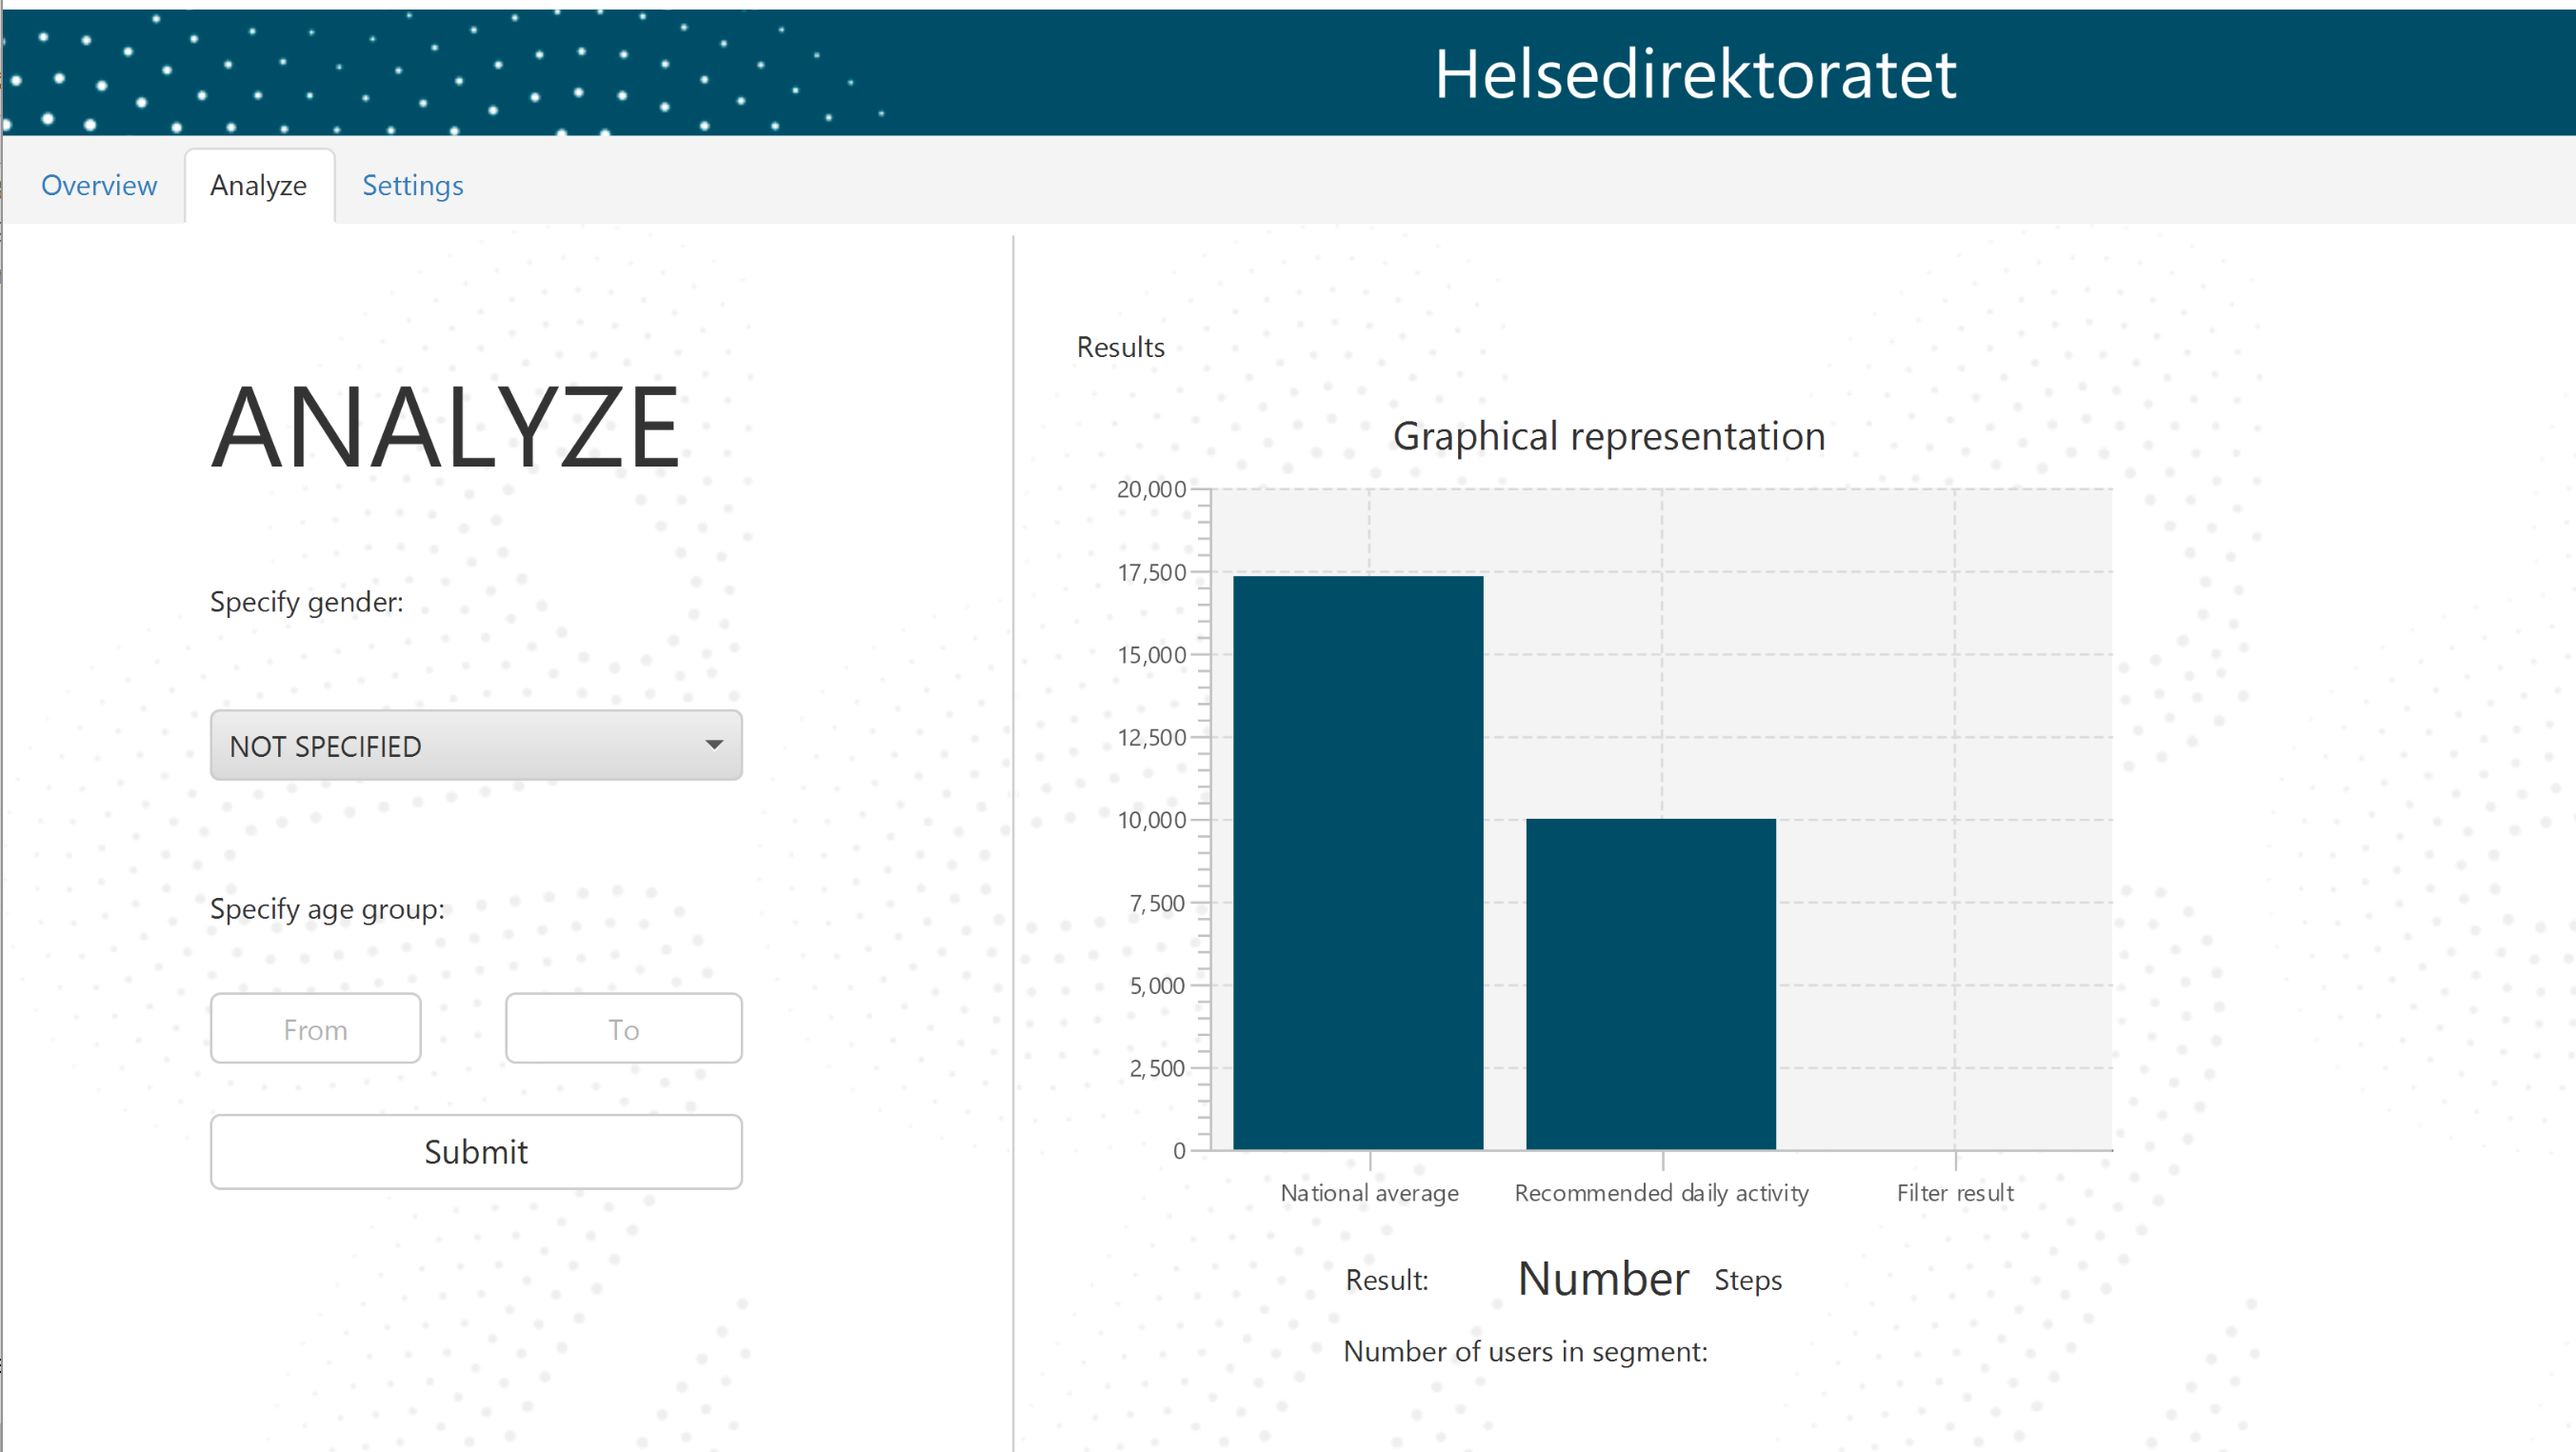 Helsedirektoratet
Overview
Analyze
Settings
ANALYZE
Specify gender:
NOT SPECIFIED
Specify age group:
From
To
Submit
Results
Graphical representation
20,000
17,500
15,000
12,500
10,000
7,500
5,000
2,500
0
National average
Recommended daily activity
Filter result
Result: Number Steps
Number of users in segment: